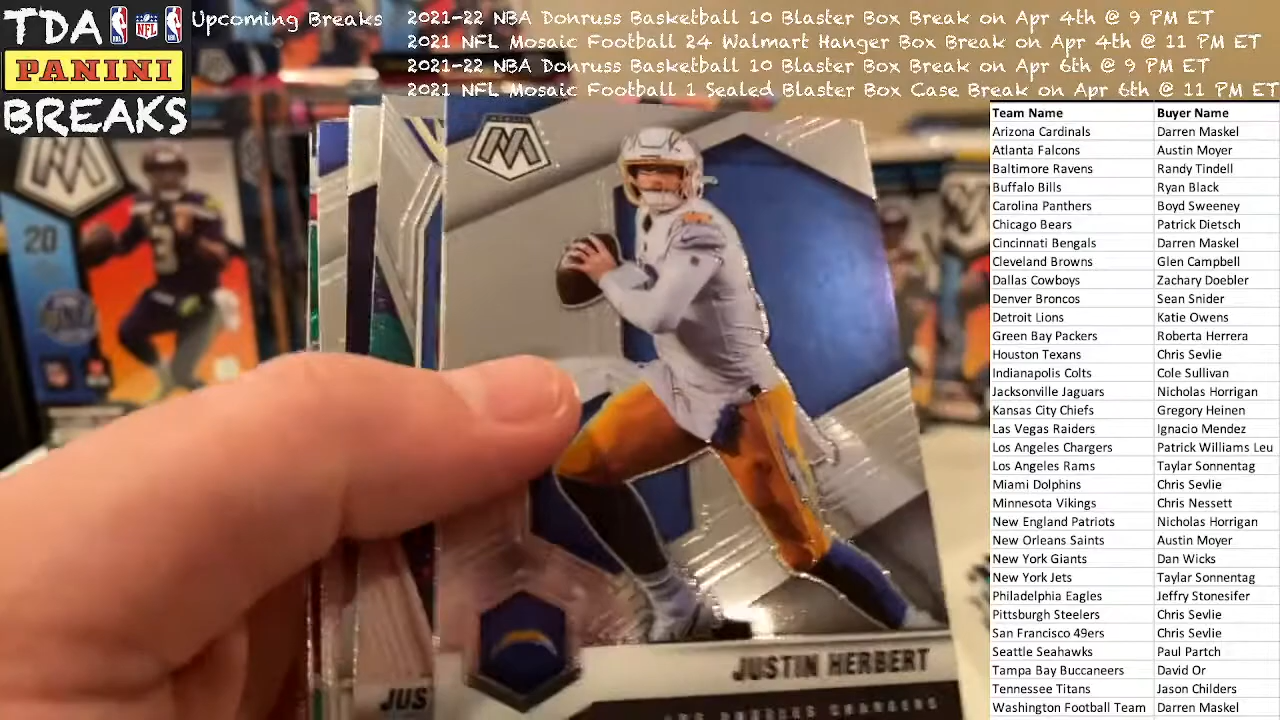 TDA
PANINI
BREAKS
Upcoming Breaks
2021-22 NBA Donruss Basketball 10 Blaster Box Break on Apr 4th @ 9 PM ET
2021 NFL Mosaic Football 24 Walmart Hanger Box Break on Apr 4th @ 11 PM ET
2021-22 NBA Donruss Basketball 10 Blaster Box Break on Apr 6th @ 9 PM ET
2021 NFL Mosaic Football 1 Sealed Blaster Box Case Break on Apr 6th @ 11 PM ET
Team Name Buyer Name
Arizona Cardinals Darren Maskel
Atlanta Falcons Austin Moyer
Baltimore Ravens Randy Tindell
Buffalo Bills Ryan Black
Carolina Panthers Boyd Sweeney
Chicago Bears Patrick Dietsch
Cincinnati Bengals Darren Maskel
Cleveland Browns Glen Campbell
Dallas Cowboys Zachary Doebler
Denver Broncos Sean Snider
Detroit Lions Katie Owens
Green Bay Packers Roberta Herrera
Houston Texans Chris Sevlie
Indianapolis Colts Cole Sullivan
Jacksonville Jaguars Nicholas Horrigan
Kansas City Chiefs Gregory Heinen
Las Vegas Raiders Ignacio Mendez
Los Angeles Chargers Patrick Williams Leu
Los Angeles Rams Taylar Sonnentag
Miami Dolphins Chris Sevlie
Minnesota Vikings Chris Nessett
New England Patriots Nicholas Horrigan
New Orleans Saints Austin Moyer
New York Giants Dan Wicks
New York Jets Taylar Sonnentag
Philadelphia Eagles Jeffry Stonesifer
Pittsburgh Steelers Chris Sevlie
San Francisco 49ers Chris Sevlie
Seattle Seahawks Paul Partch
Tampa Bay Buccaneers David Or
Tennessee Titans Jason Childers
Washington Football Team Darren Maskel
20
JUSTIN HERBERT
JUS
LOS ANGELES CHARGERS